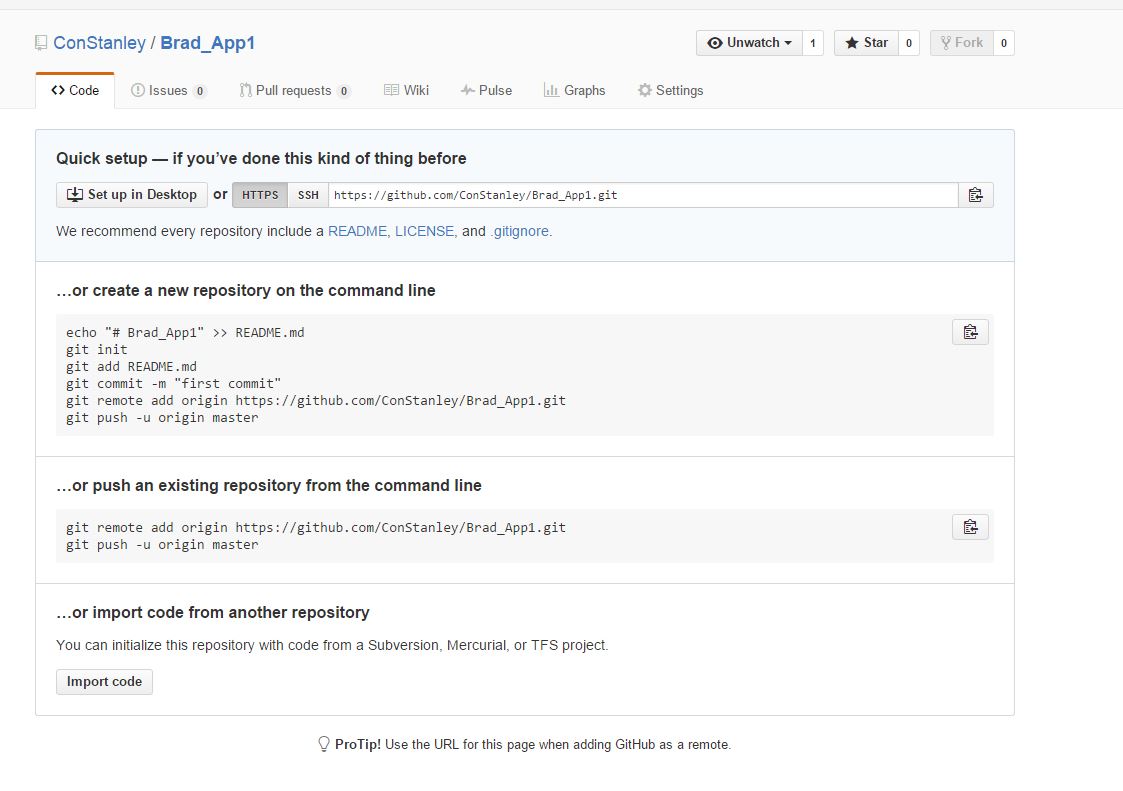 ConStanley / Brad_App1
Unwatch 1 Star 0 Fork 0
Code Issues 0 Pull requests 0 Wiki Pulse Graphs Settings
Quick setup — if you’ve done this kind of thing before
Set up in Desktop or HTTPS SSH https://github.com/ConStanley/Brad_App1.git
We recommend every repository include a README, LICENSE, and .gitignore.
…or create a new repository on the command line
echo "# Brad_App1" >> README.md
git init
git add README.md
git commit -m "first commit"
git remote add origin https://github.com/ConStanley/Brad_App1.git
git push -u origin master
…or push an existing repository from the command line
git remote add origin https://github.com/ConStanley/Brad_App1.git
git push -u origin master
…or import code from another repository
You can initialize this repository with code from a Subversion, Mercurial, or TFS project.
Import code
ProTip! Use the URL for this page when adding GitHub as a remote.